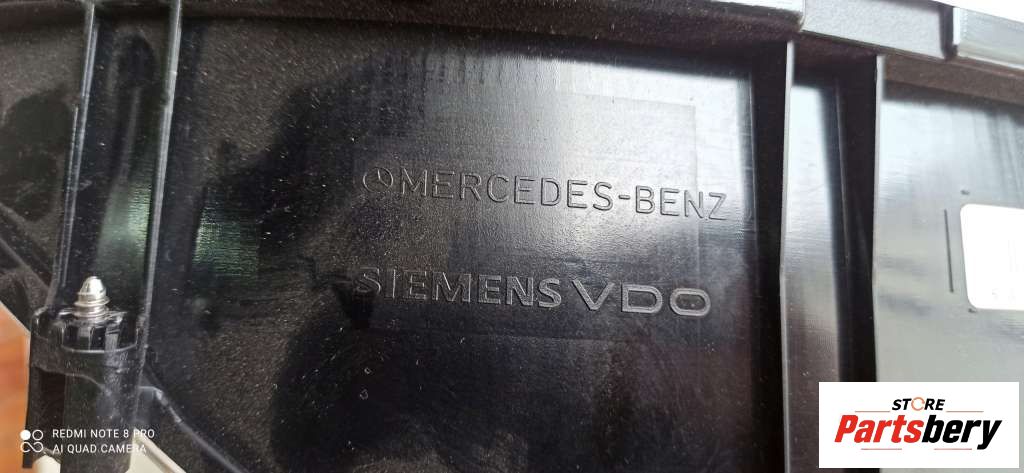 MERCEDES-BENZ
SIEMENS VDO
STORE
Partsbery
REDMI NOTE 8 PRO
AI QUAD CAMERA